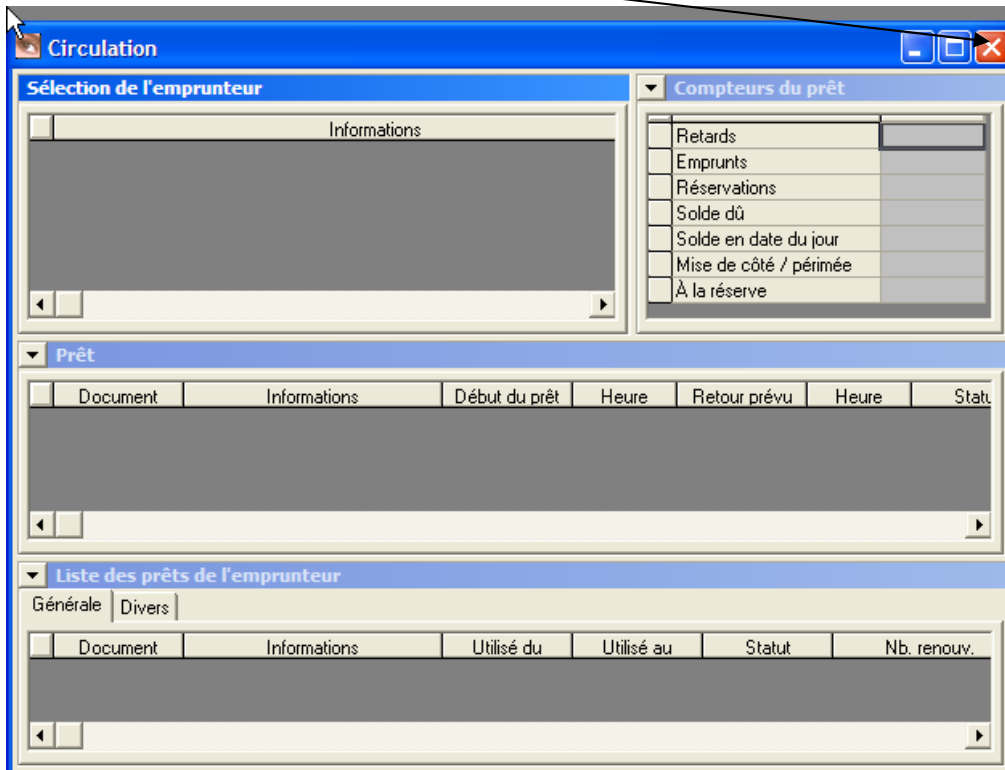 Circulation
Sélection de l'emprunteur
Compteurs du prêt
Informations
Retards
Emprunts
Réservations
Solde dû
Solde en date du jour
Mise de côté / périmée
À la réserve
Prêt
Document Informations Début du prêt Heure Retour prévu Heure Statu
Liste des prêts de l'emprunteur
Générale Divers
Document Informations Utilisé du Utilisé au Statut Nb. renouv.